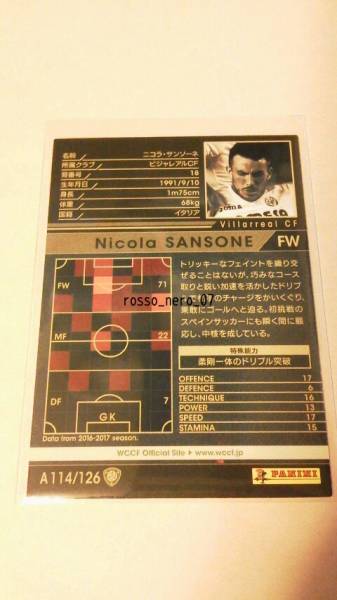 名称 ニコラ・サンソーネ
所属クラブ ビジャレアルCF
背番号 18
生年月日 1991/9/10
身長 1m75cm
体重 68kg
国籍 イタリア
Villarreal CF
Nicola SANSONE FW
トリッキーなフェイントを織り交
ぜることはないが、巧みなコース
取りと鋭い加速を活かしたドリブ
のチャージをかいくぐり、
果敢にゴールへと迫る。初挑戦の
スペインサッカーにも瞬く間に順
応し、中核を成している。
rosso_nero_07
FW 71
MF 22
DF 7
GK
Data from 2016-2017 season.
特殊能力
柔剛一体のドリブル突破
OFFENCE 17
DEFENCE 6
TECHNIQUE 16
POWER 13
SPEED 17
STAMINA 15
WCCF Official Site www.wccf.jp
A114/126
PANINI